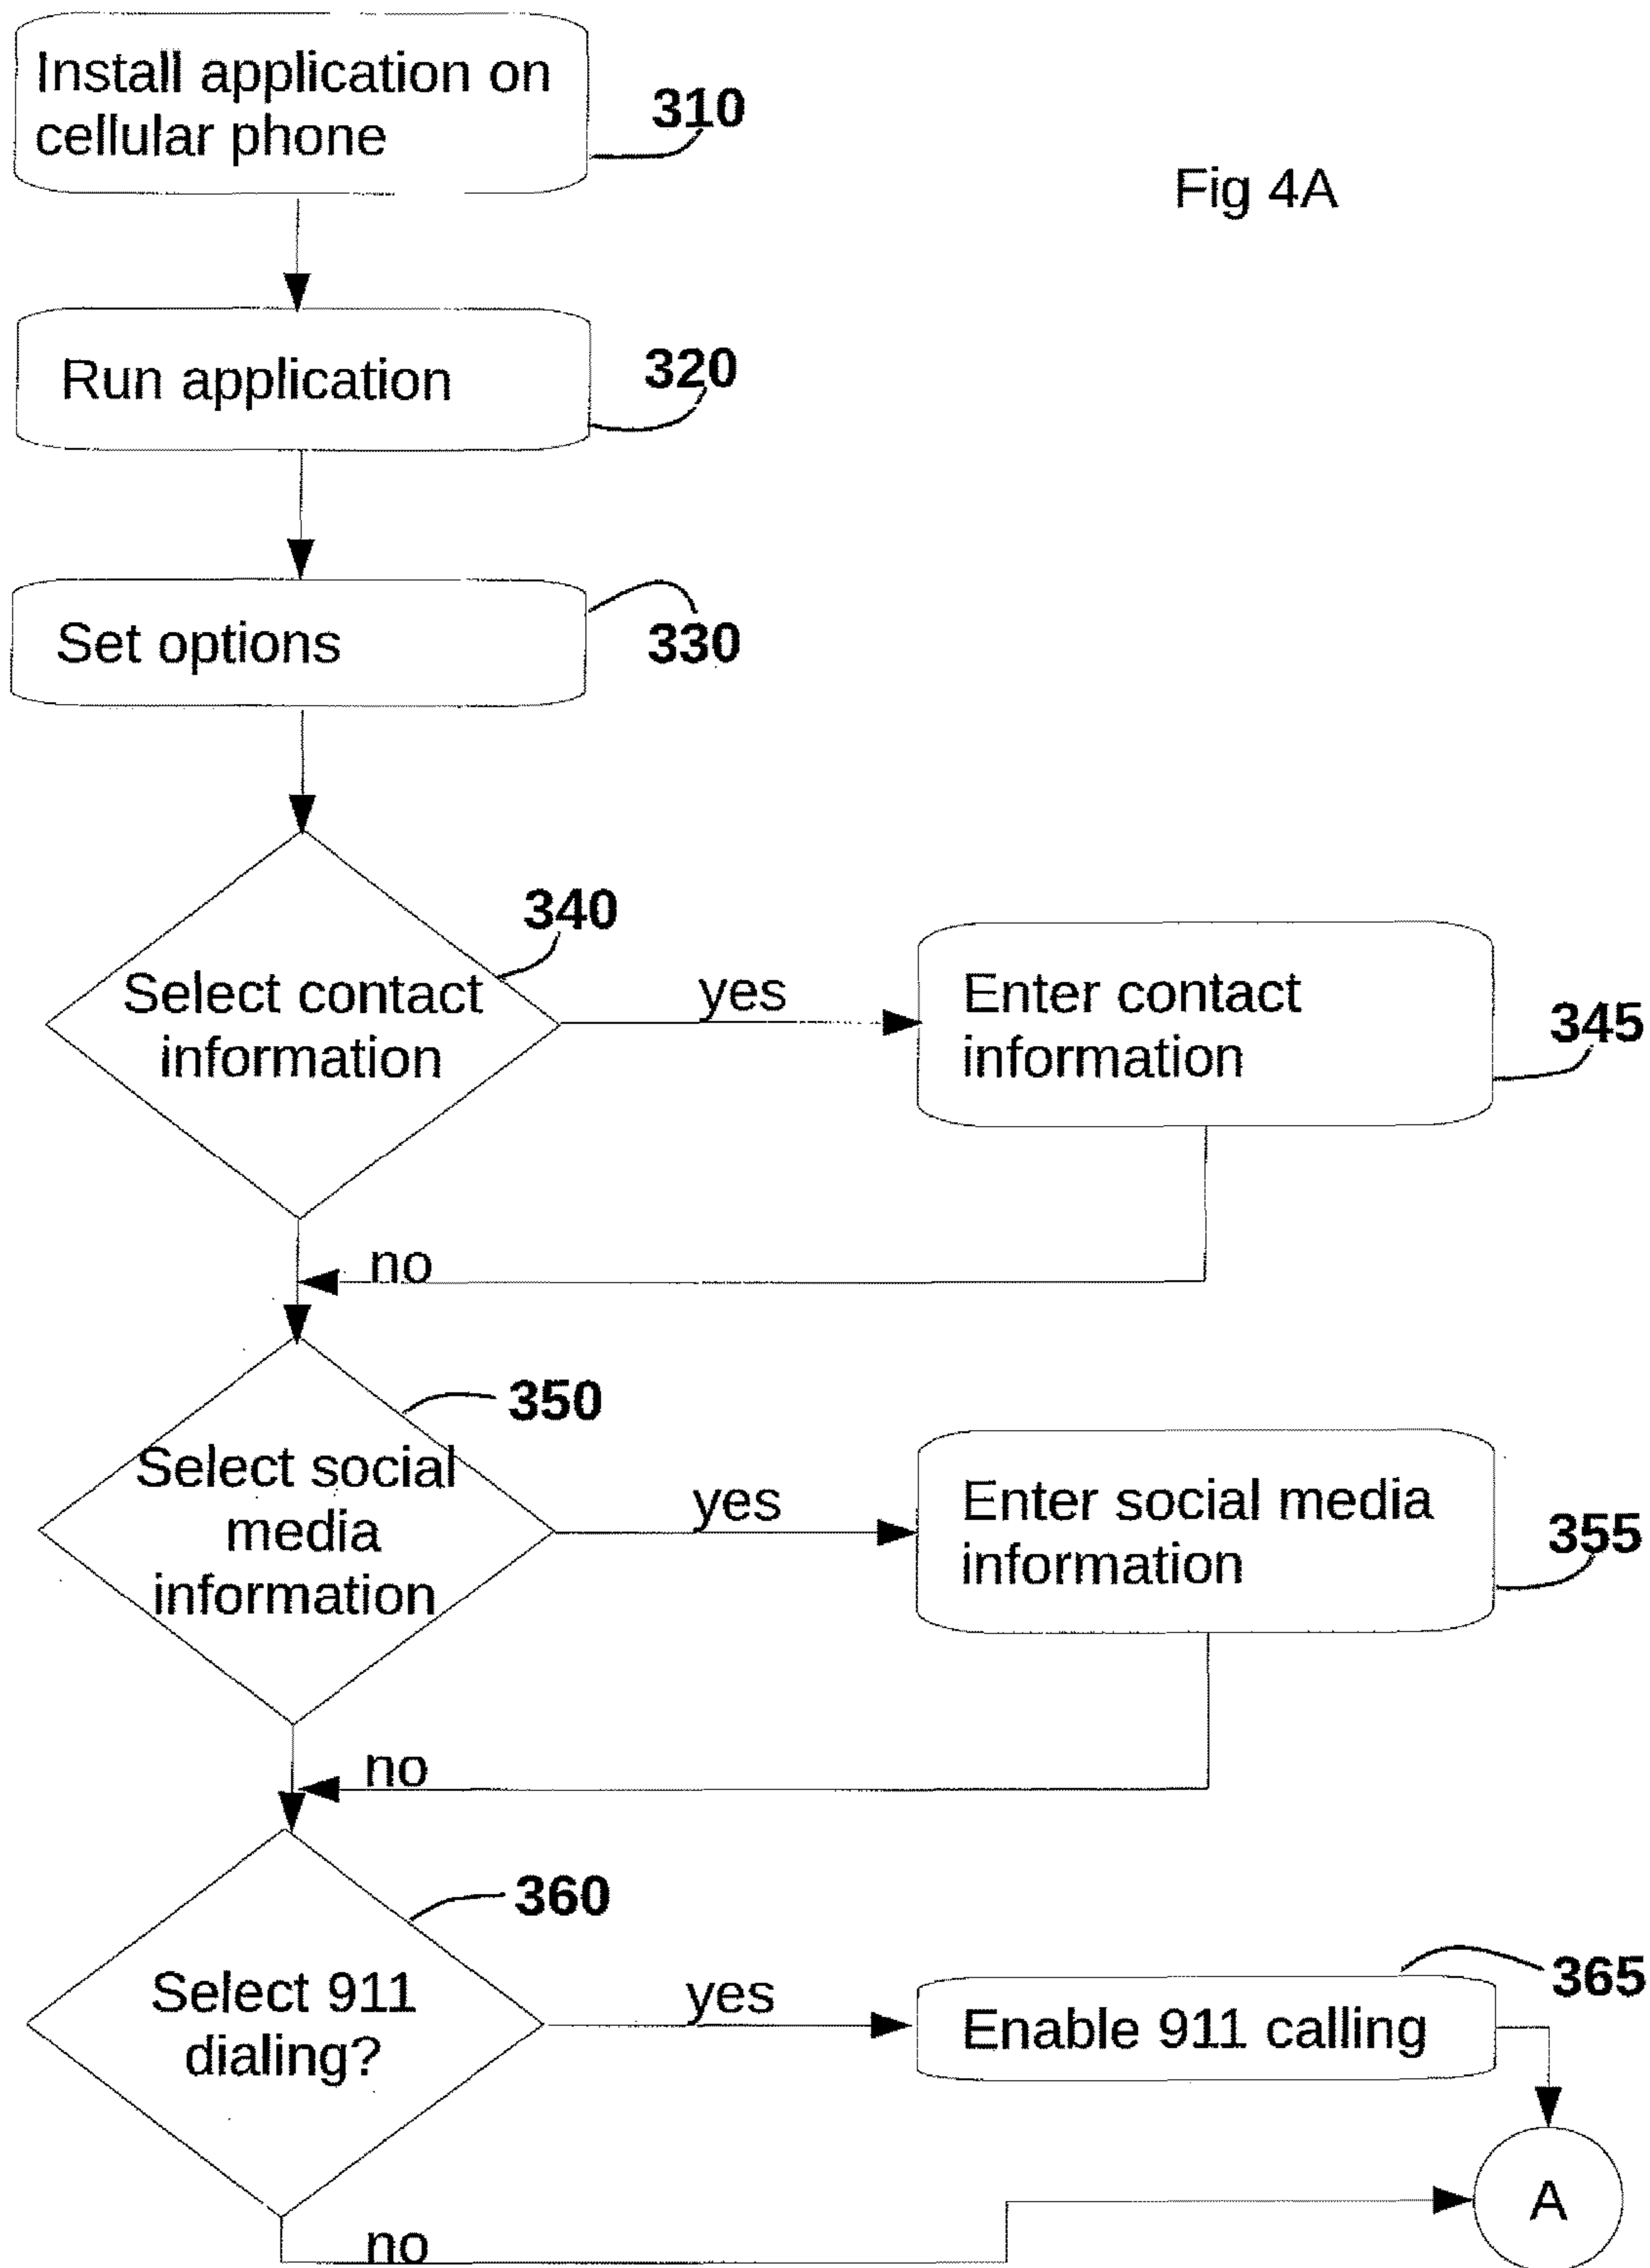 Install application on
cellular phone
310
Fig 4A
Run application
320
Set options
330
340
Select contact
information
yes
Enter contact
information
345
no
350
Select social
media
information
yes
Enter social media
information
355
no
360
Select 911
dialing?
yes
Enable 911 calling
365
A
no